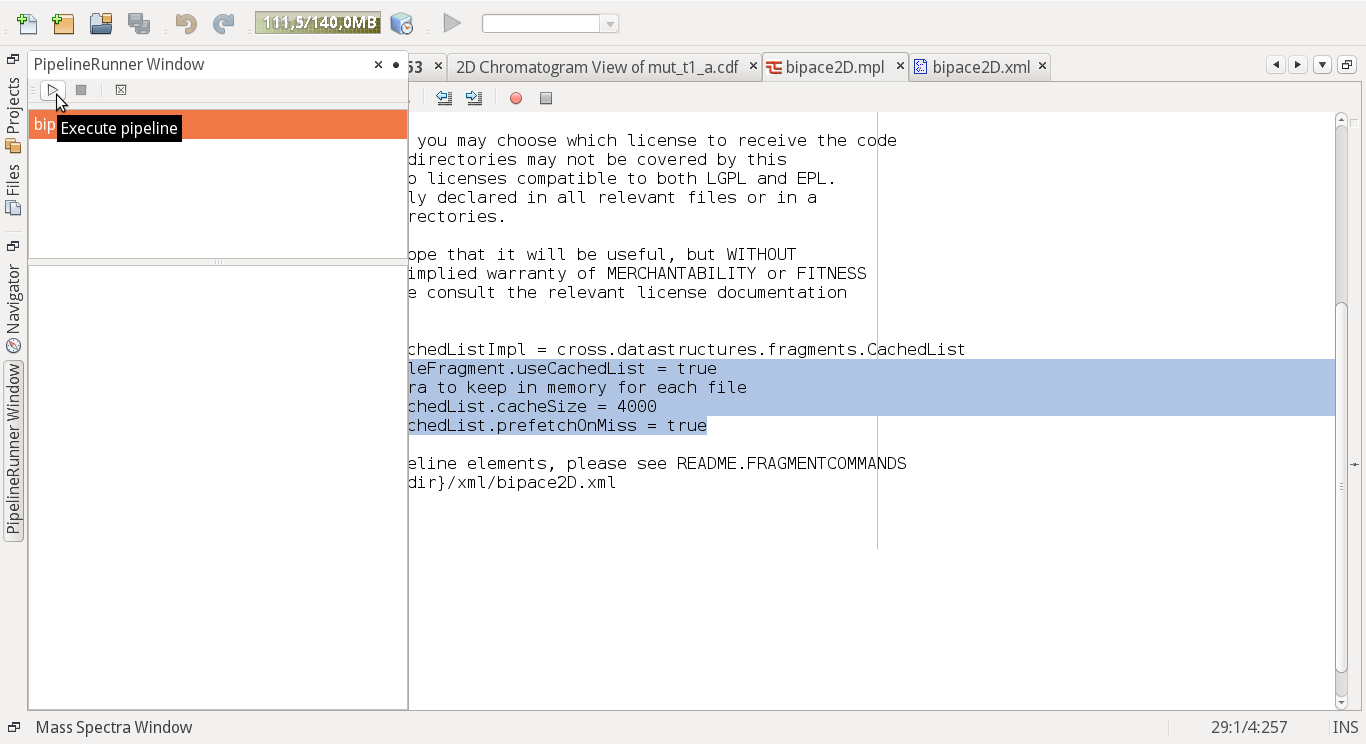 111,5/140,0MB
PipelineRunner Window
53
2D Chromatogram View of mut_t1_a.cdf
bipace2D.mpl
bipace2D.xml
bip
Execute pipeline
you may choose which license to receive the code
directories may not be covered by this
o licenses compatible to both LGPL and EPL.
ly declared in all relevant files or in a
rectories.
ope that it will be useful, but WITHOUT
implied warranty of MERCHANTABILITY or FITNESS
e consult the relevant license documentation
chedListImpl = cross.datastructures.fragments.CachedList
leFragment.useCachedList = true
ra to keep in memory for each file
chedList.cacheSize = 4000
chedList.prefetchOnMiss = true
eline elements, please see README.FRAGMENTCOMMANDS
dir}/xml/bipace2D.xml
Projects
Files
Navigator
PipelineRunner Window
Mass Spectra Window
29:1/4:257
INS